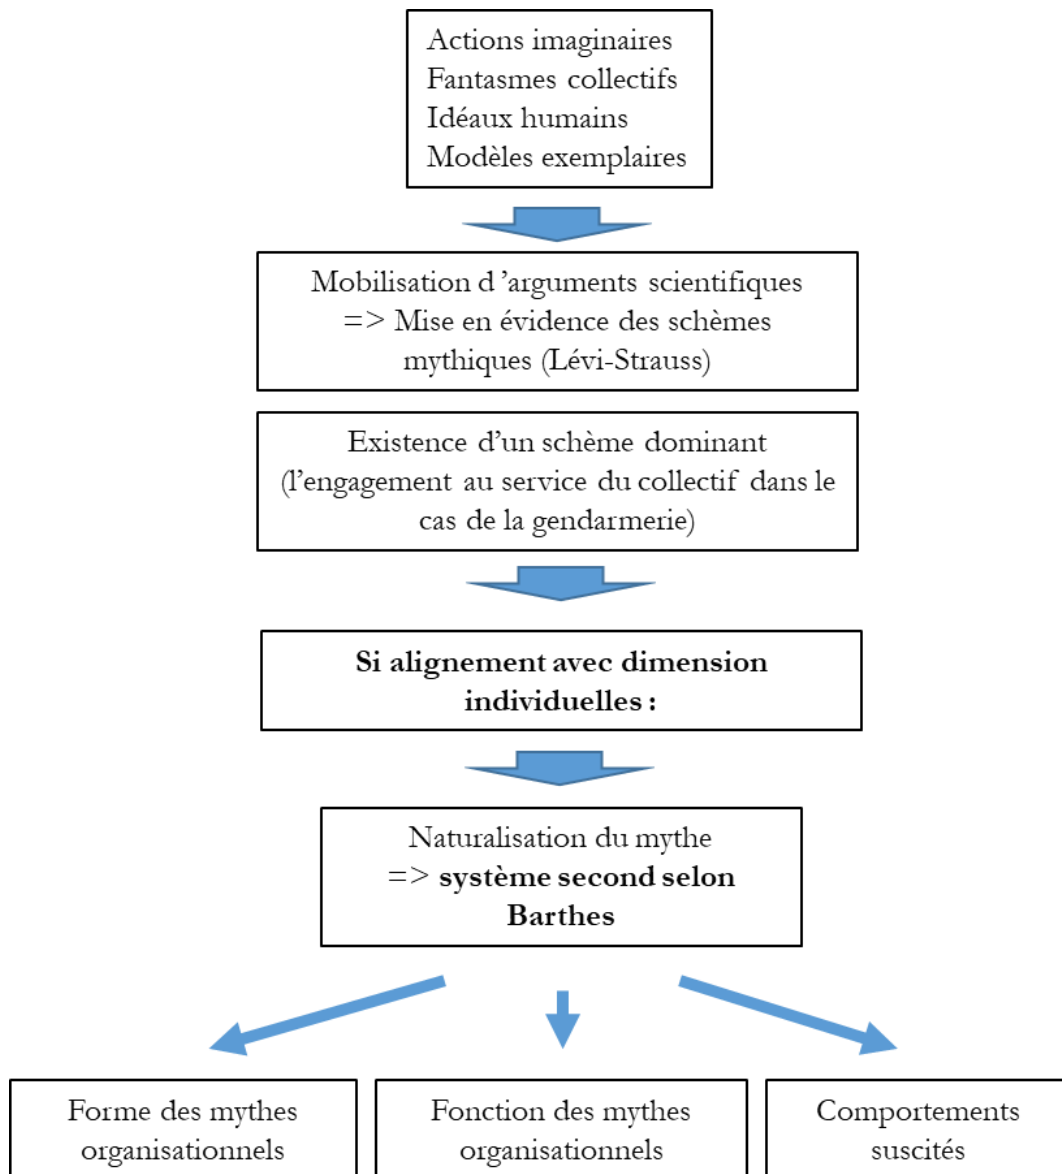 Actions imaginaires
Fantasmes collectifs
Idéaux humains
Modèles exemplaires
Mobilisation d ’arguments scientifiques
=> Mise en évidence des schèmes
mythiques (Lévi-Strauss)
Existence d’un schème dominant
(l’engagement au service du collectif dans le
cas de la gendarmerie)
Si alignement avec dimension
individuelles :
Naturalisation du mythe
=> système second selon
Barthes
Forme des mythes
organisationnels
Fonction des mythes
organisationnels
Comportements
suscités